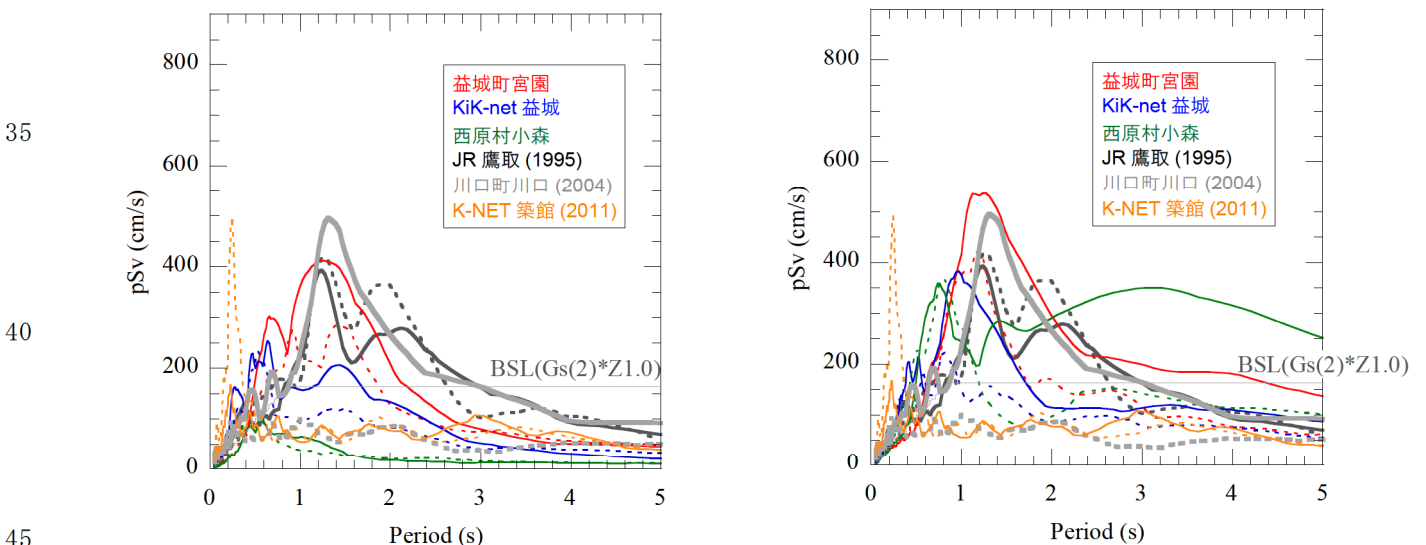 35
40
45
800
600
400
200
0
pSv (cm/s)
益城町宮園
KiK-net 益城
西原村小森
JR 鷹取 (1995)
川口町川口 (2004)
K-NET 築館 (2011)
BSL(Gs(2)*Z1.0)
0 1 2 3 4 5
Period (s)
800
600
400
200
0
pSv (cm/s)
益城町宮園
KiK-net 益城
西原村小森
JR 鷹取 (1995)
川口町川口 (2004)
K-NET 築館 (2011)
BSL(Gs(2)*Z1.0)
0 1 2 3 4 5
Period (s)